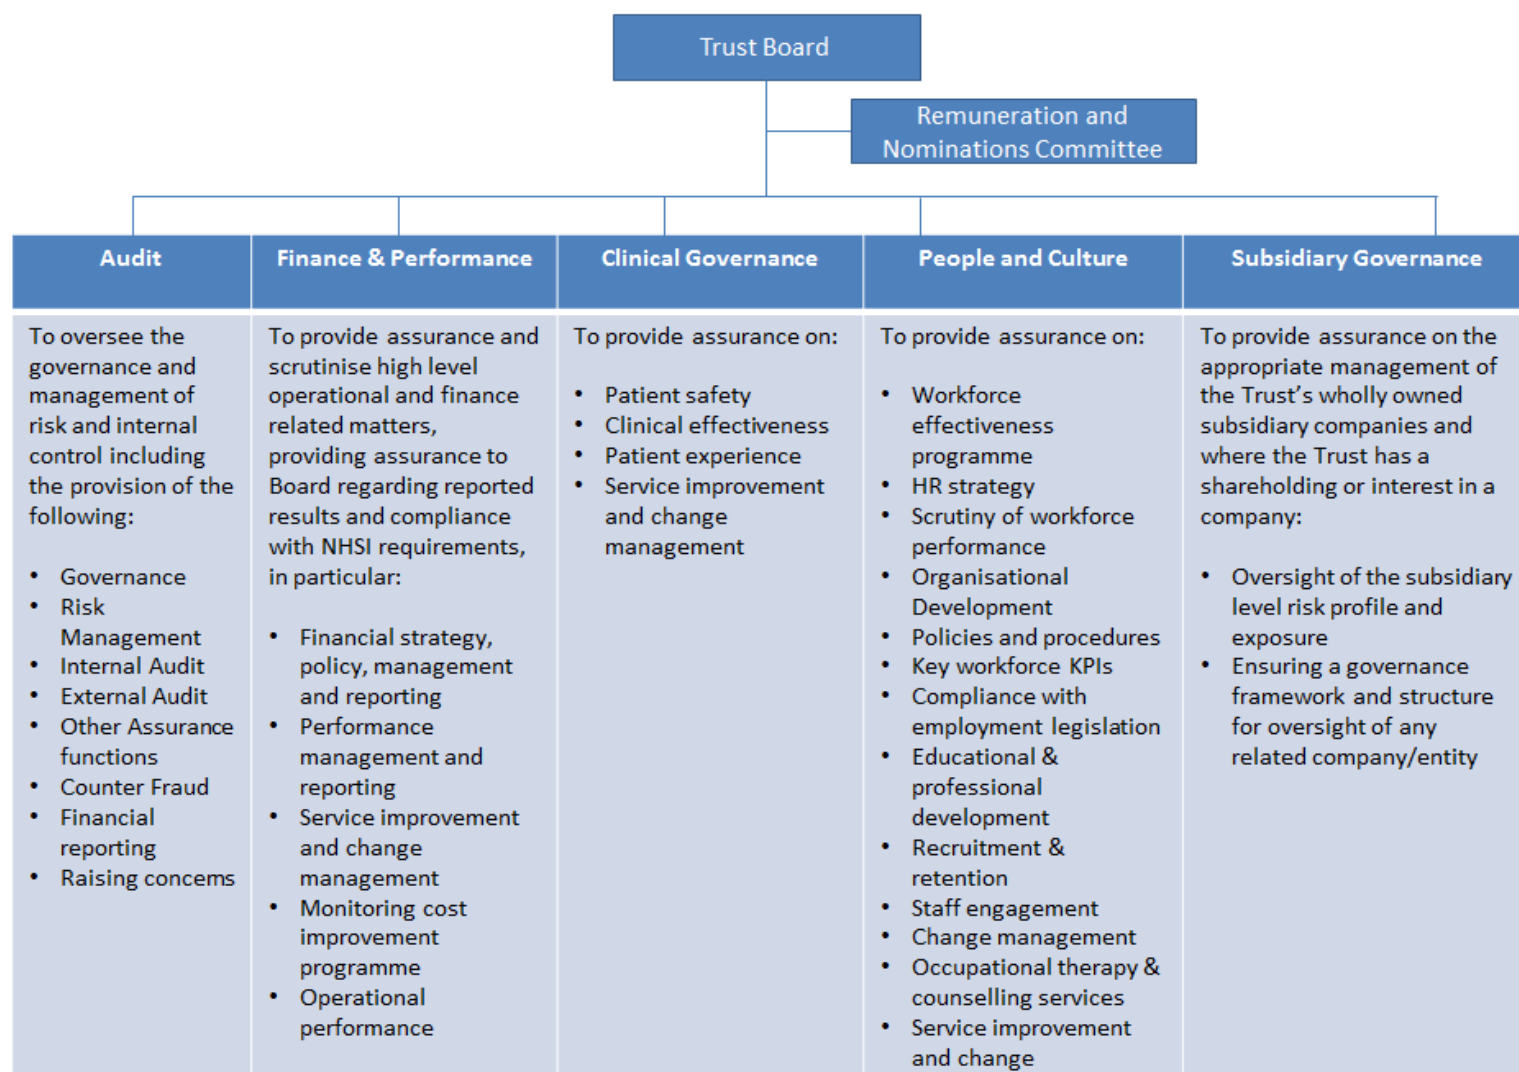 Trust Board
Remuneration and
Nominations Committee
Audit
Finance & Performance
Clinical Governance
People and Culture
Subsidiary Governance
To oversee the
governance and
management of
risk and internal
control including
the provision of the
following:
• Governance
• Risk
Management
• Internal Audit
• External Audit
• Other Assurance
functions
• Counter Fraud
• Financial
reporting
• Raising concerns
To provide assurance and
scrutinise high level
operational and finance
related matters,
providing assurance to
Board regarding reported
results and compliance
with NHSI requirements,
in particular:
• Financial strategy,
policy, management
and reporting
• Performance
management and
reporting
• Service improvement
and change
management
• Monitoring cost
improvement
programme
• Operational
performance
To provide assurance on:
• Patient safety
• Clinical effectiveness
• Patient experience
• Service improvement
and change
management
To provide assurance on:
• Workforce
effectiveness
programme
• HR strategy
• Scrutiny of workforce
performance
• Organisational
Development
• Policies and procedures
• Key workforce KPIs
• Compliance with
employment legislation
• Educational &
professional
development
• Recruitment &
retention
• Staff engagement
• Change management
• Occupational therapy &
counselling services
• Service improvement
and change
To provide assurance on the
appropriate management of
the Trust's wholly owned
subsidiary companies and
where the Trust has a
shareholding or interest in a
company:
• Oversight of the subsidiary
level risk profile and
exposure
• Ensuring a governance
framework and structure
for oversight of any
related company/entity